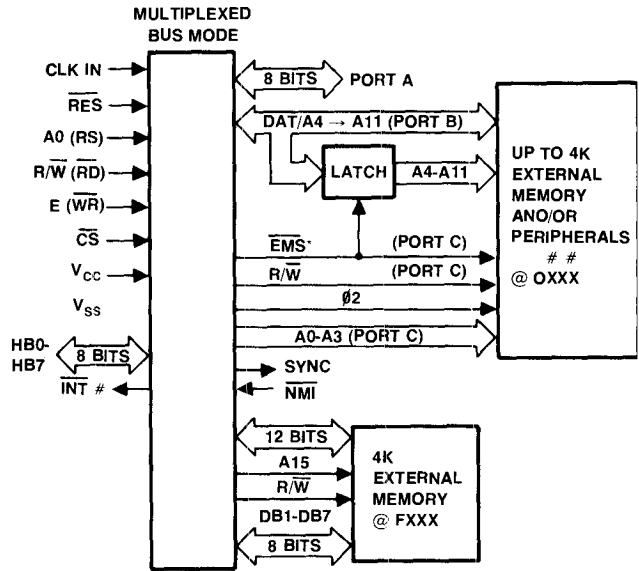 MULTIPLEXED
BUS MODE
CLK IN
RES
A0 (RS)
R/W (RD)
E (WR)
CS
VCC
VSS
HB0-
HB7
8 BITS
INT #
8 BITS
PORT A
DAT/A4 → A11 (PORT B)
LATCH
A4-A11
EMS*
(PORT C)
R/W
(PORT C)
Ø2
A0-A3 (PORT C)
SYNC
NMI
UP TO 4K
EXTERNAL
MEMORY
ANO/OR
PERIPHERALS
# #
@ OXXX
12 BITS
A15
R/W
DB1-DB7
8 BITS
4K
EXTERNAL
MEMORY
@ FXXX